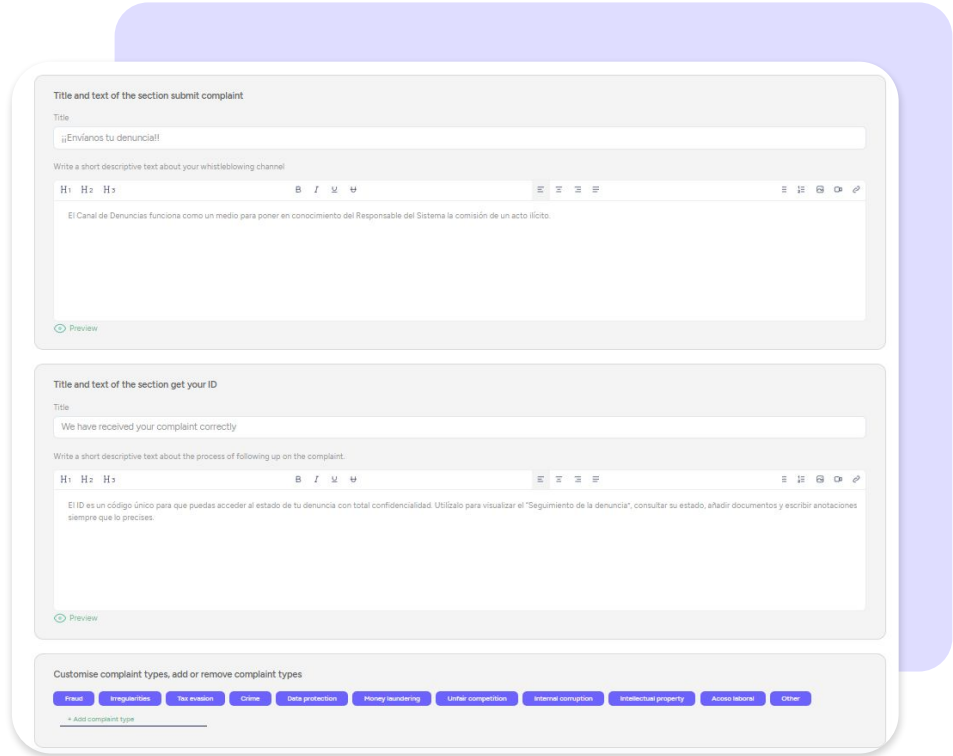 Title and text of the section submit complaint
Title
¡¡Envíanos tu denuncia!!
Write a short descriptive text about your whistleblowing channel
H1 H2 H3 B I U U
El Canal de Denuncias funciona como un medio para poner en conocimiento del Responsable del Sistema la comisión de un acto ilícito.
Preview
Title and text of the section get your ID
Title
We have received your complaint correctly
Write a short descriptive text about the process of following up on the complaint.
H1 H2 H3 B I U U
El ID es un código único para que puedas acceder al estado de tu denuncia con total confidencialidad. Utilízalo para visualizar el "Seguimiento de la denuncia", consultar su estado, añadir documentos y escribir anotaciones
siempre que lo precises.
Preview
Customise complaint types, add or remove complaint types
Fraud Irregularities Tax evasion Crime Data protection Money laundering Unfair competition Internal corruption Intellectual property Acoso laboral Other
+ Add complaint type